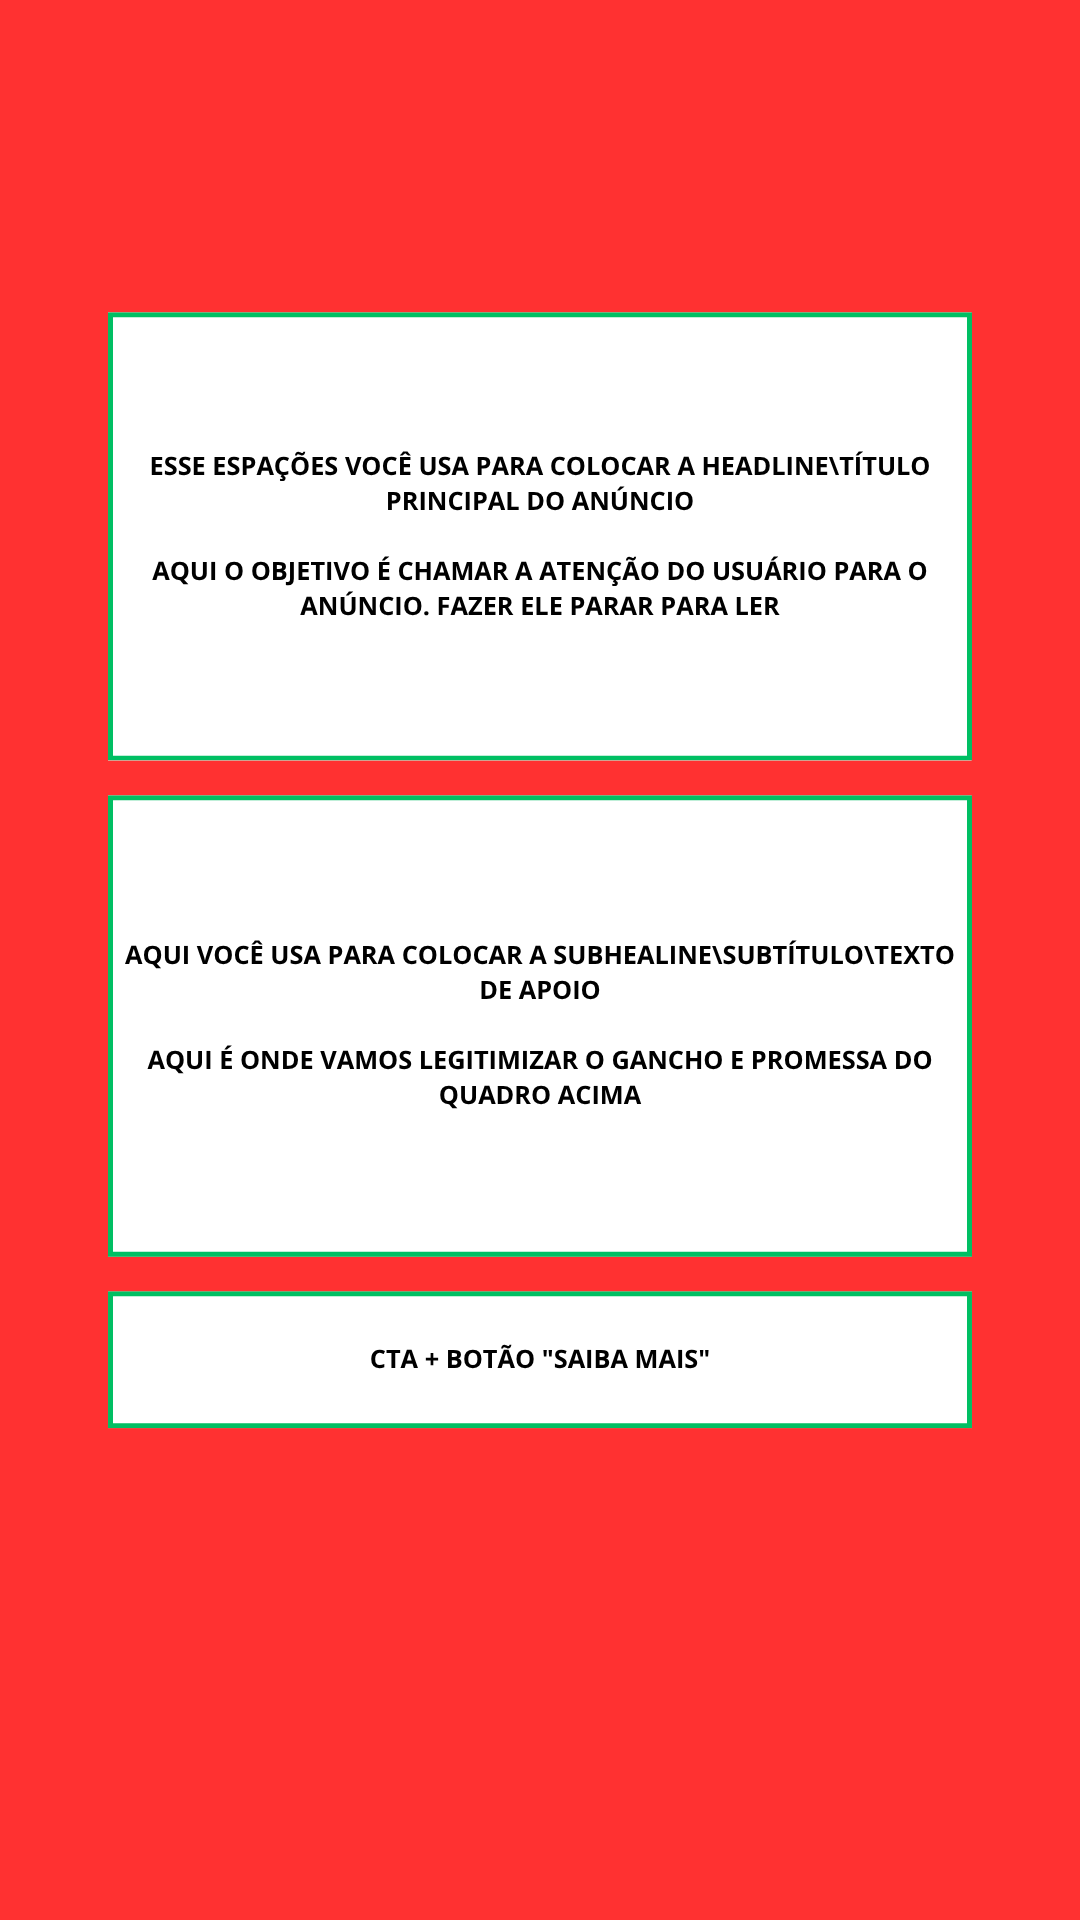 ESSE ESPAÇÕES VOCÊ USA PARA COLOCAR A HEADLINE\TÍTULO
PRINCIPAL DO ANÚNCIO
AQUI O OBJETIVO É CHAMAR A ATENÇÃO DO USUÁRIO PARA O
ANÚNCIO. FAZER ELE PARAR PARA LER
AQUI VOCÊ USA PARA COLOCAR A SUBHEALINE\SUBTÍTULO\TEXTO
DE APOIO
AQUI É ONDE VAMOS LEGITIMIZAR O GANCHO E PROMESSA DO
QUADRO ACIMA
CTA + BOTÃO "SAIBA MAIS"